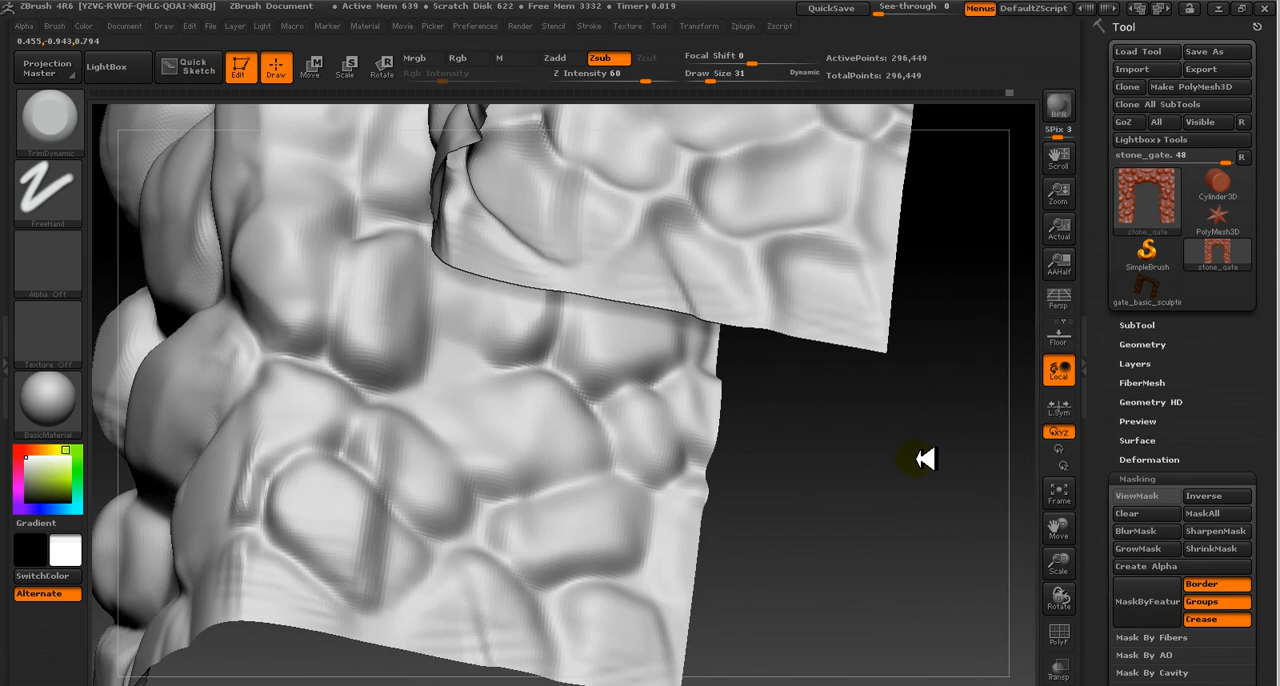 ZBrush 4R6 [YZVG-RWDF-QMLG-QOAI-NKBQ] ZBrush Document • Active Mem 639 • Scratch Disk 622 • Free Mem 3332 • Timer▸0.019 QuickSave See-through 0 Menus DefaultZScript
Alpha Brush Color Document Draw Edit File Layer Light Macro Marker Material Movie Picker Preferences Render Stencil Stroke Texture Tool Transform Zplugin Zscript
0.455,-0.943,0.794
Projection Master
LightBox
Quick Sketch
Edit
Draw
Move
Scale
Rotate
Mrgb Rgb M
Rgb Intensity
Zadd Zsub Zcut
Z Intensity 60
Focal Shift 0
Draw Size 31 Dynamic
ActivePoints: 296,449
TotalPoints: 296,449
TrimDynamic
FreeHand
Alpha Off
Texture Off
BasicMaterial
Gradient
SwitchColor
Alternate
BPR
SPix 3
Scroll
Zoom
Actual
AAHalf
Persp
Floor
Local
L.Sym
XYZ
Frame
Move
Scale
Rotate
PolyF
Transp
Tool
Load Tool Save As
Import Export
Clone Make PolyMesh3D
Clone All SubTools
GoZ All Visible R
Lightbox▸Tools
stone_gate. 48 R
stone_gate
Cylinder3D
PolyMesh3D
SimpleBrush
stone_gate
gate_basic_sculptir
SubTool
Geometry
Layers
FiberMesh
Geometry HD
Preview
Surface
Deformation
Masking
ViewMask Inverse
Clear MaskAll
BlurMask SharpenMask
GrowMask ShrinkMask
Create Alpha
MaskByFeatur
Border
Groups
Crease
Mask By Fibers
Mask By AO
Mask By Cavity